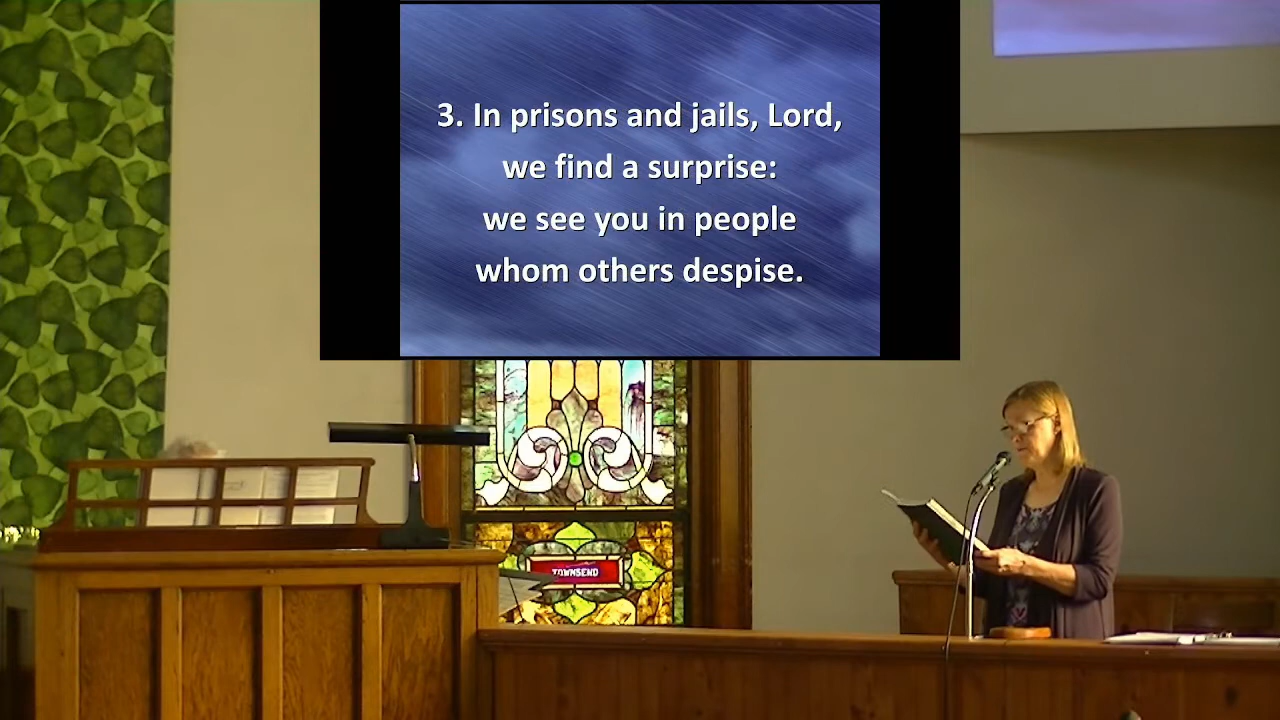 3. In prisons and jails, Lord,
we find a surprise:
we see you in people
whom others despise.
TOWNSEND